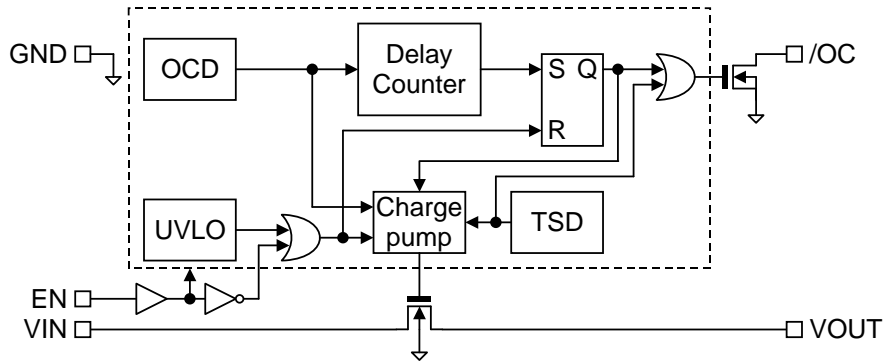 GND
OCD
Delay
Counter
S Q
R
/OC
UVLO
Charge
pump
TSD
EN
VIN
VOUT